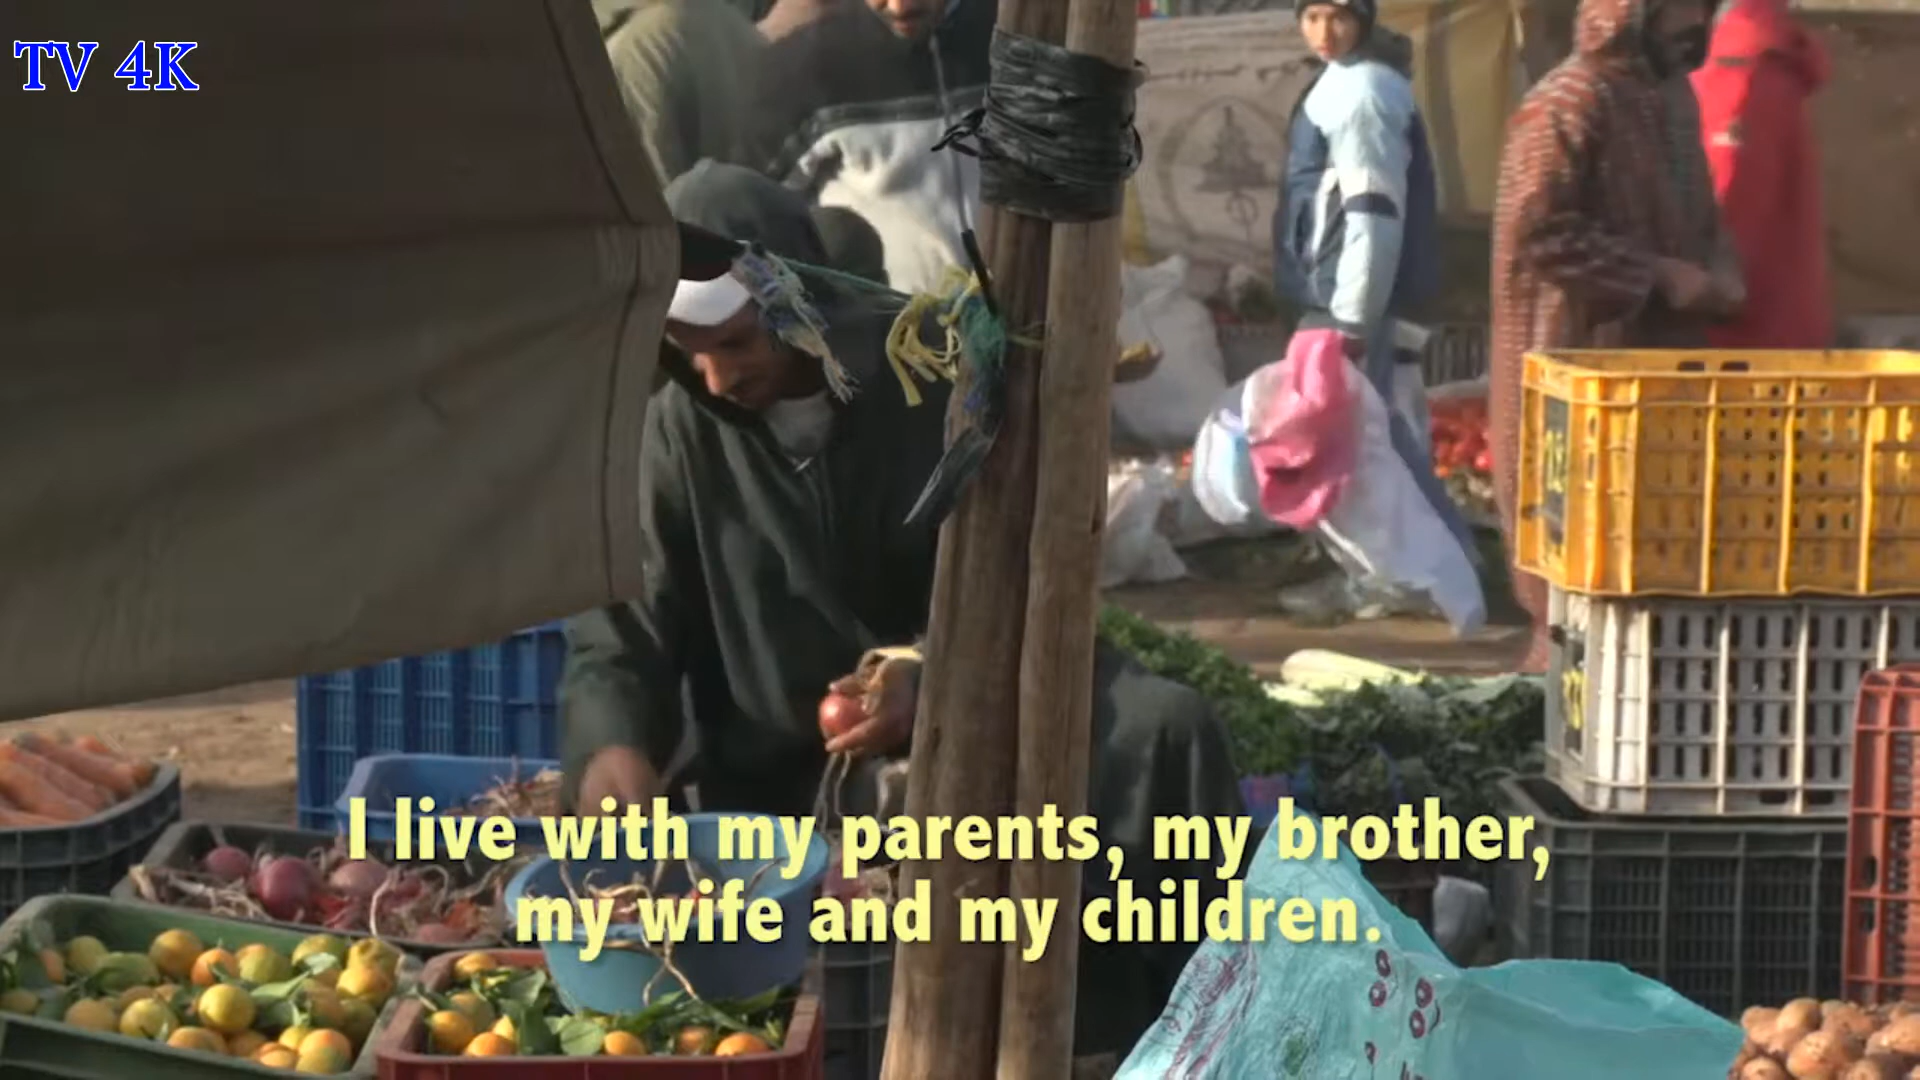 TV 4K
I live with my parents, my brother,
my wife and my children.